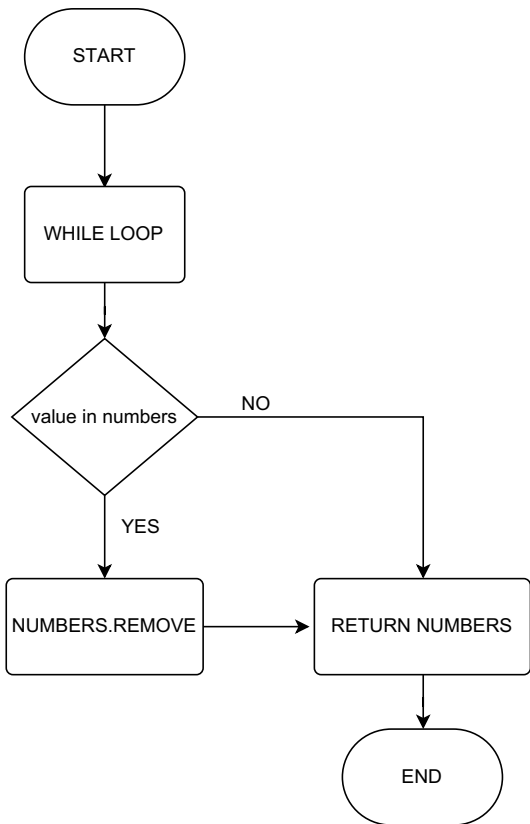 START
WHILE LOOP
value in numbers
NO
YES
NUMBERS.REMOVE
RETURN NUMBERS
END